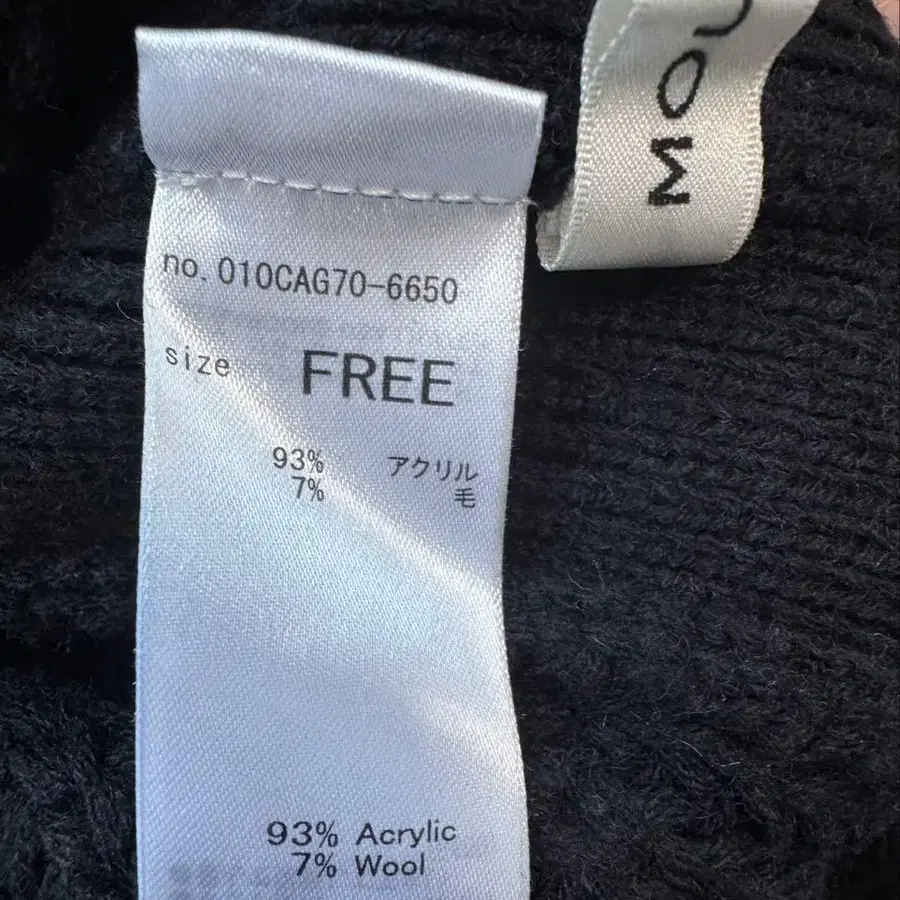 MOU
no. 010CAG70-6650
size FREE
93% アクリル
7% 毛
93% Acrylic
7% Wool